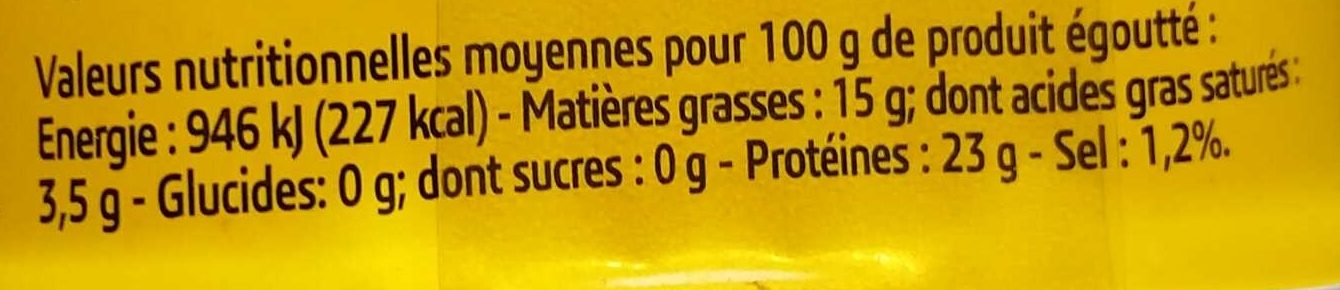 Valeurs nutritionnelles moyennes pour 100 g de produit égoutté :
Energie : 946 kJ (227 kcal) - Matières grasses : 15 g; dont acides gras saturés:
3,5 g - Glucides: 0 g; dont sucres : 0 g - Protéines : 23 g - Sel : 1,2%.